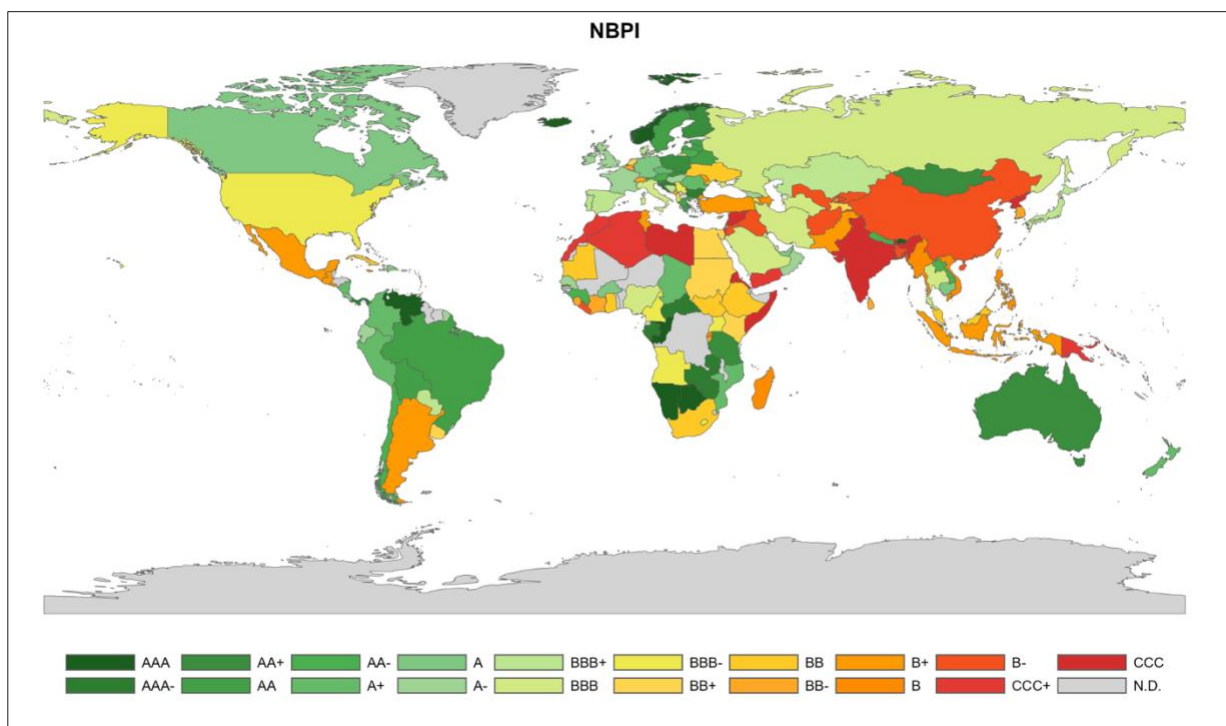 NBPI
AAA AA+ AA- A BBB+ BBB- BB B+ B- CCC
AAA- AA A+ A- BBB BB+ BB- B CCC+ N.D.